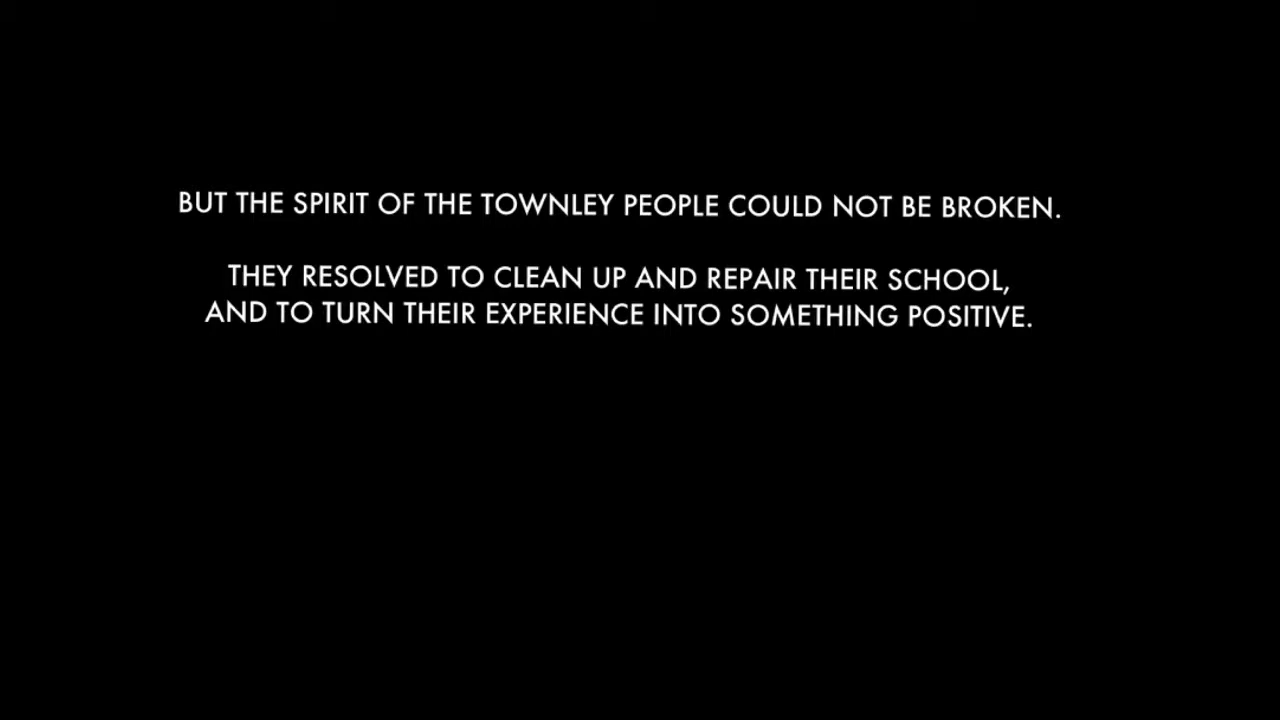 BUT THE SPIRIT OF THE TOWNLEY PEOPLE COULD NOT BE BROKEN.
THEY RESOLVED TO CLEAN UP AND REPAIR THEIR SCHOOL,
AND TO TURN THEIR EXPERIENCE INTO SOMETHING POSITIVE.